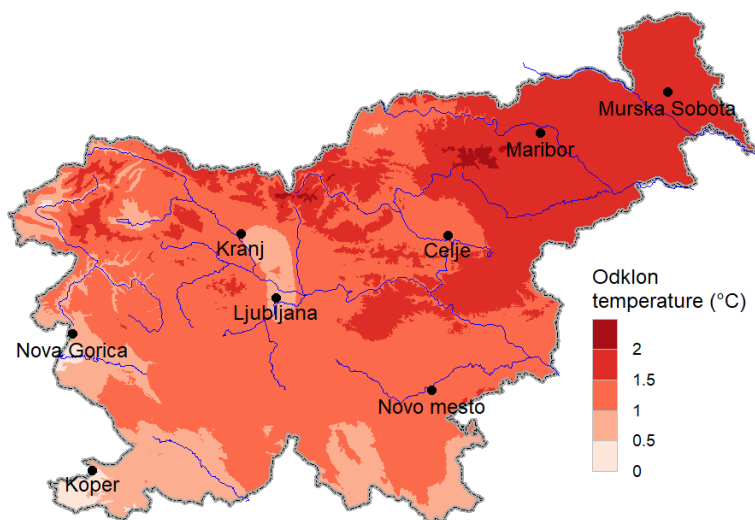 Murska Sobota
Maribor
Kranj
Celje
Ljubljana
Nova Gorica
Novo mesto
Koper
Odklon
temperature (°C)
2
1.5
1
0.5
0